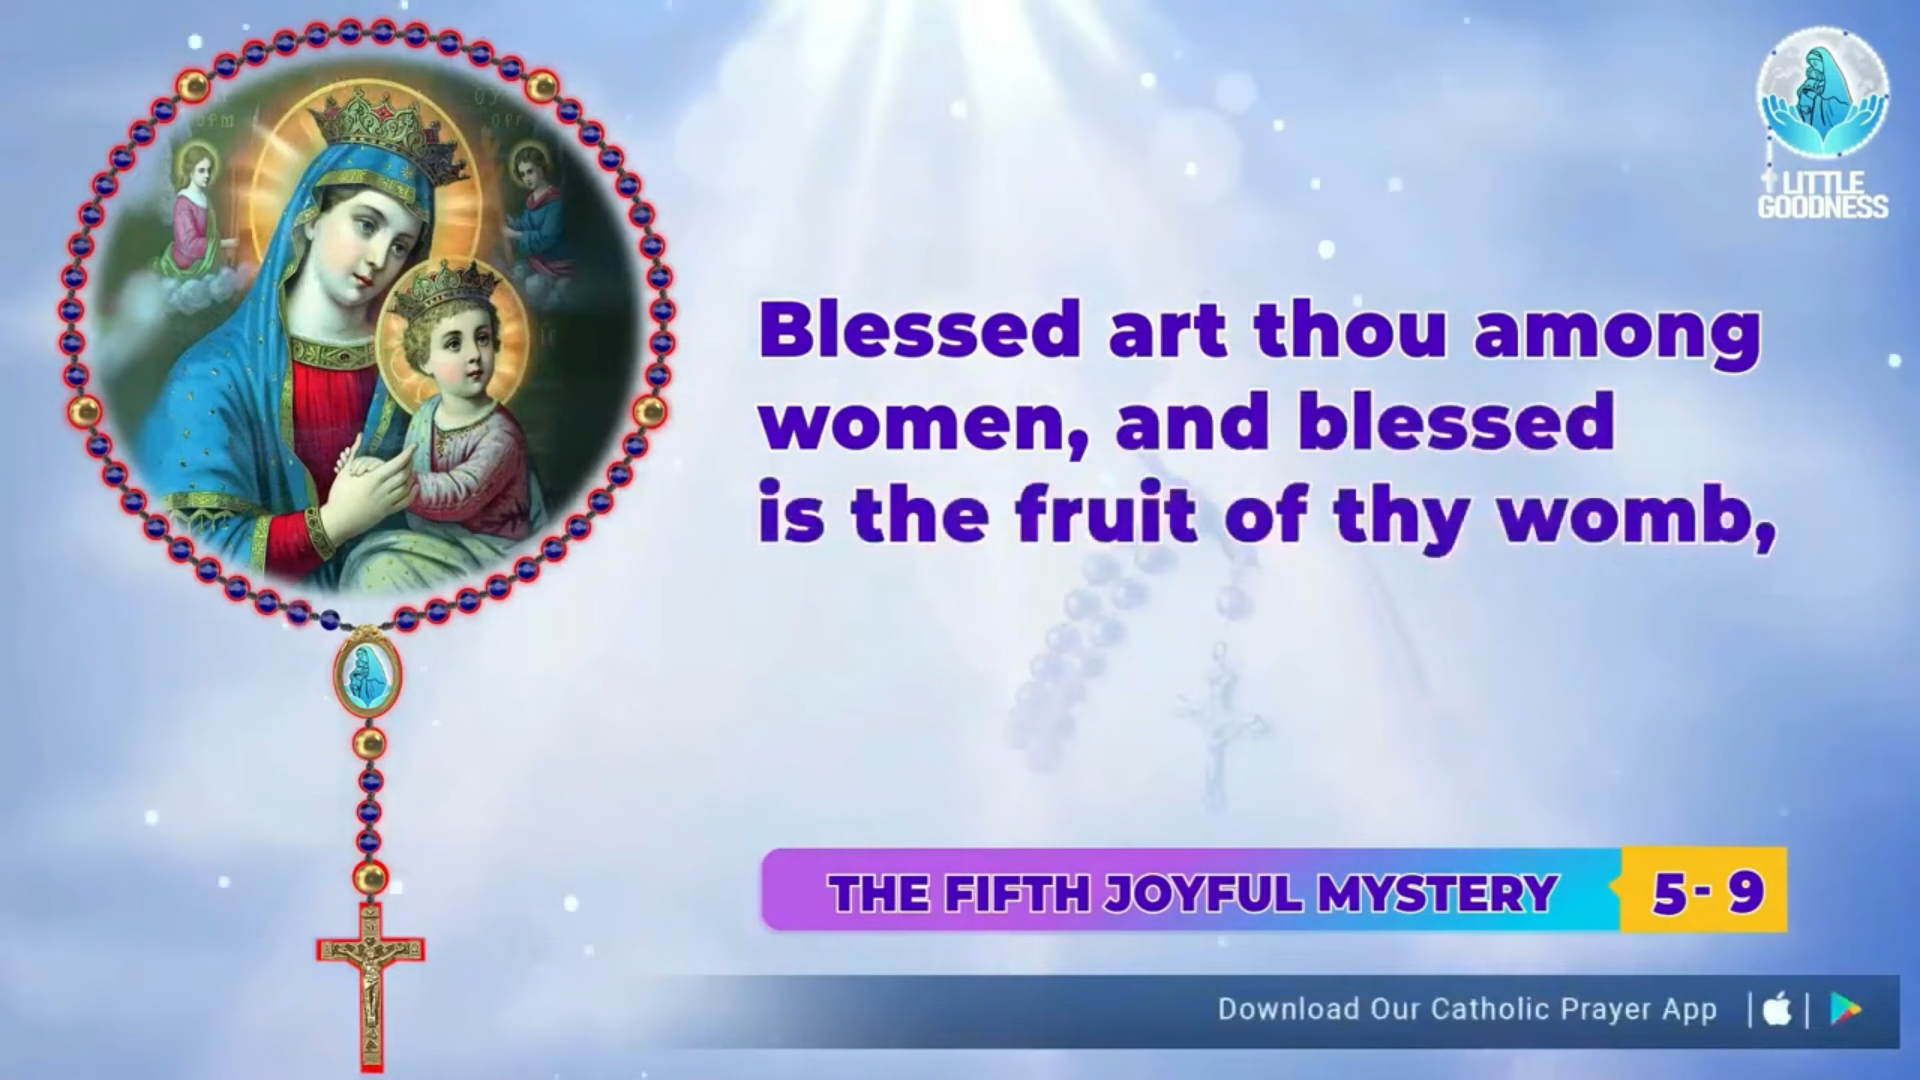 LITTLE
GOODNESS
Blessed art thou among
women, and blessed
is the fruit of thy womb,
THE FIFTH JOYFUL MYSTERY 5- 9
Download Our Catholic Prayer App